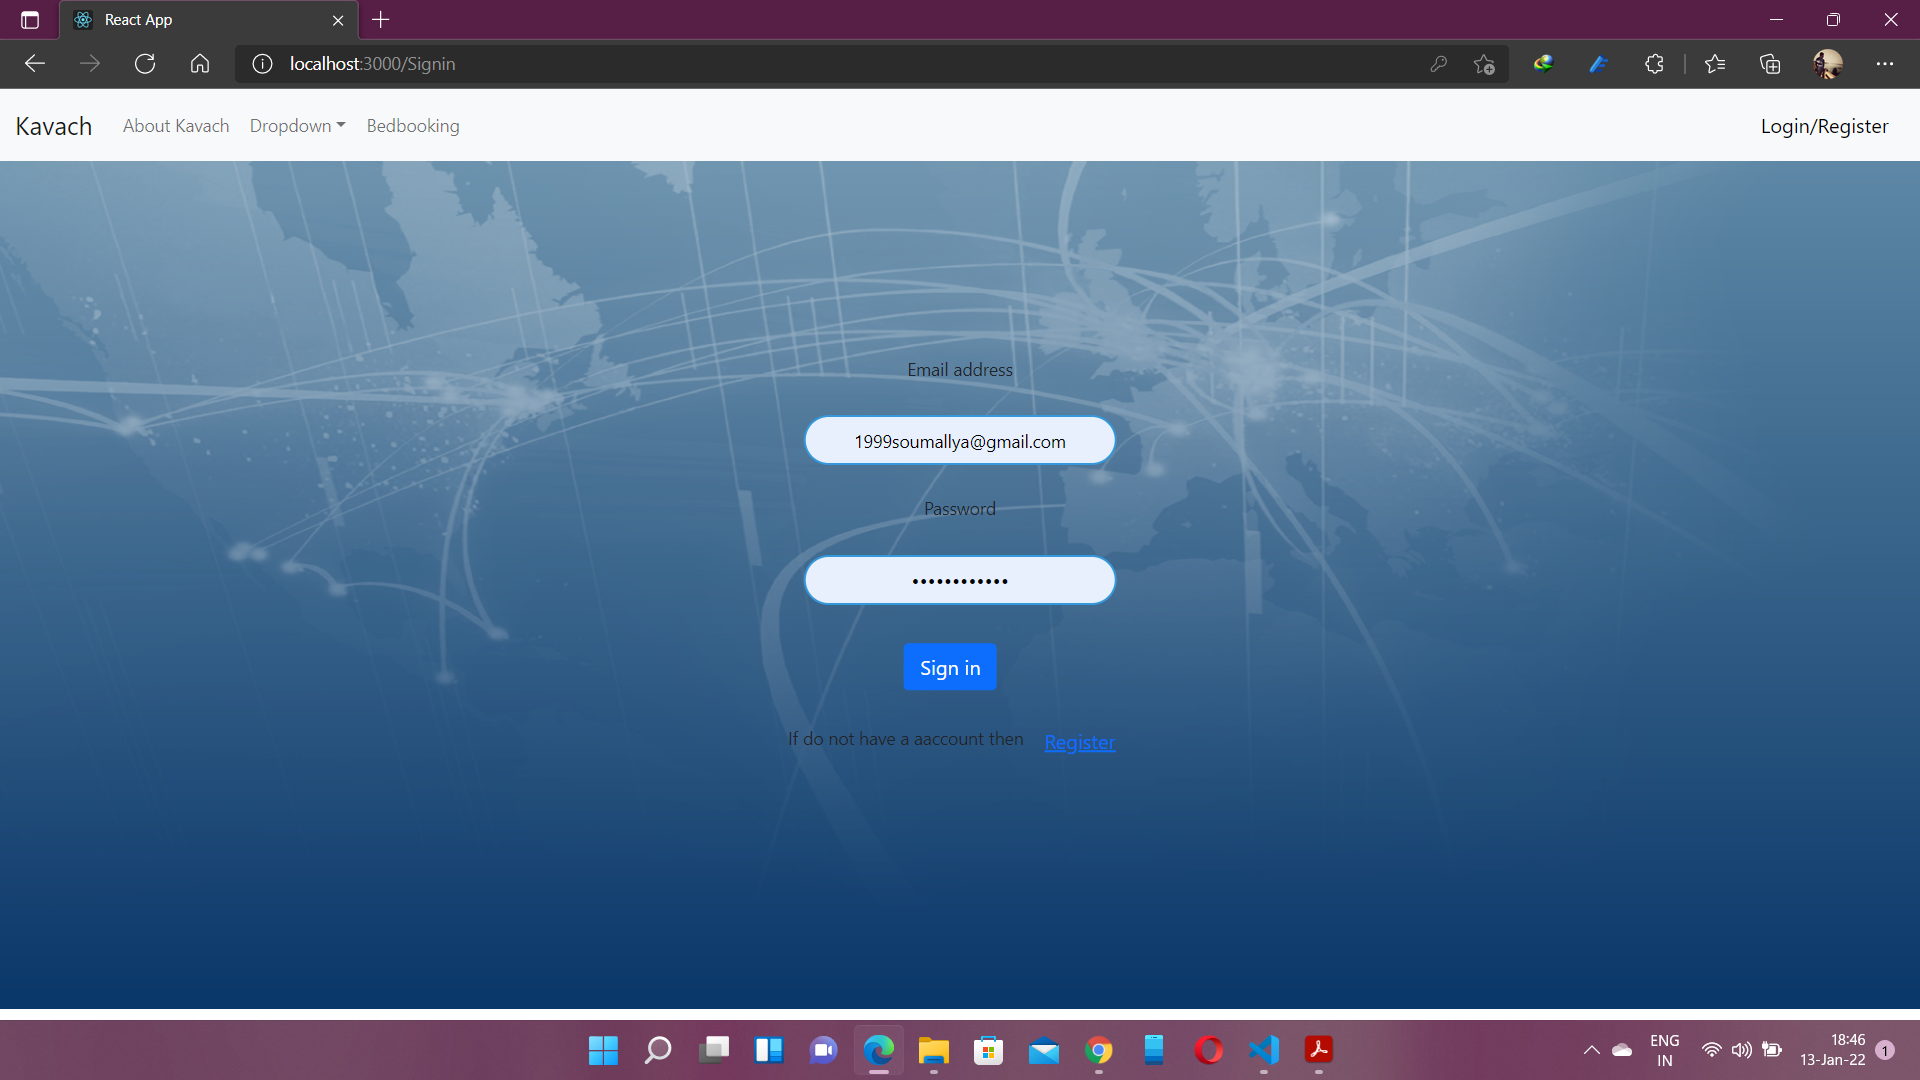 React App
localhost:3000/Signin
Kavach About Kavach Dropdown Bedbooking Login/Register
Email address
1999soumallya@gmail.com
Password
••••••••••••
Sign in
If do not have a aaccount then Register
ENG 18:46
IN 13-Jan-22 1